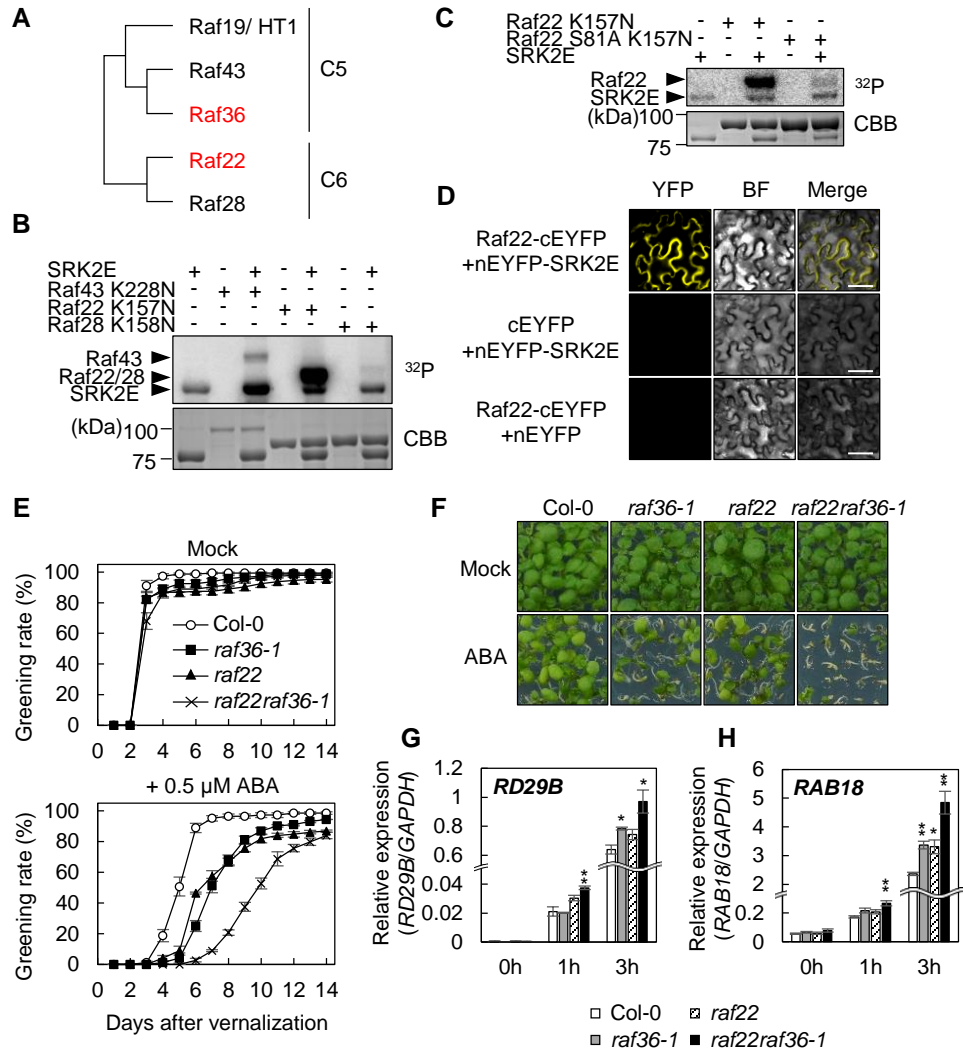 A
Raf19/ HT1
Raf43
Raf36
Raf22
Raf28
C5
C6
B
SRK2E + - + - + - +
Raf43 K228N - + + - - - -
Raf22 K157N - - - + + - -
Raf28 K158N - - - - - + +
Raf43
Raf22/28
SRK2E
32P
(kDa)
100
75
CBB
C
Raf22 K157N - + + - -
Raf22 S81A K157N - - - + +
SRK2E + - + - +
Raf22
SRK2E
32P
(kDa)100
75
CBB
D
YFP BF Merge
Raf22-cEYFP
+nEYFP-SRK2E
cEYFP
+nEYFP-SRK2E
Raf22-cEYFP
+nEYFP
E
Mock
Greening rate (%)
100
80
60
40
20
0
0 2 4 6 8 10 12 14
Col-0
raf36-1
raf22
raf22raf36-1
+ 0.5 µM ABA
Greening rate (%)
100
80
60
40
20
0
0 2 4 6 8 10 12 14
Days after vernalization
F
Col-0 raf36-1 raf22 raf22raf36-1
Mock
ABA
G
RD29B
Relative expression
(RD29B/GAPDH)
1.2
1
0.8
0.6
0.04
0.02
0
0h 1h 3h
**
*
*
H
RAB18
Relative expression
(RAB18/GAPDH)
6
5
4
3
2
1
0
0h 1h 3h
**
**
*
**
Col-0 raf22
raf36-1 raf22raf36-1